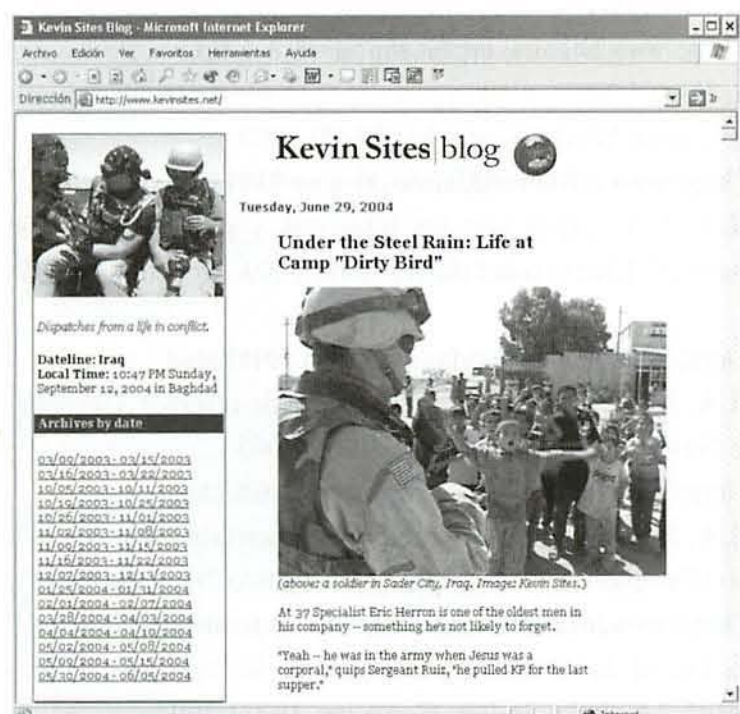 Kevin Sites Blog - Microsoft Internet Explorer
Archivo Edición Ver Favoritos Herramientas Ayuda
Dirección http://www.kevinsites.net/
Kevin Sites|blog
Tuesday, June 29, 2004
Under the Steel Rain: Life at
Camp "Dirty Bird"
(above: a soldier in Sader City, Iraq. Image: Kevin Sites.)
At 37 Specialist Eric Herron is one of the oldest men in
his company -- something he's not likely to forget.
"Yeah -- he was in the army when Jesus was a
corporal," quips Sergeant Ruiz, "he pulled KP for the last
supper."
Dispatches from a life in conflict.
Dateline: Iraq
Local Time: 10:47 PM Sunday,
September 12, 2004 in Baghdad
Archives by date
03/09/2003 - 03/15/2003
03/16/2003 - 03/22/2003
10/05/2003 - 10/11/2003
10/19/2003 - 10/25/2003
10/26/2003 - 11/01/2003
11/02/2003 - 11/08/2003
11/09/2003 - 11/15/2003
11/16/2003 - 11/22/2003
12/07/2003 - 12/13/2003
01/25/2004 - 01/31/2004
02/01/2004 - 02/07/2004
03/28/2004 - 04/03/2004
04/04/2004 - 04/10/2004
05/02/2004 - 05/08/2004
05/09/2004 - 05/15/2004
05/30/2004 - 06/05/2004
Internet